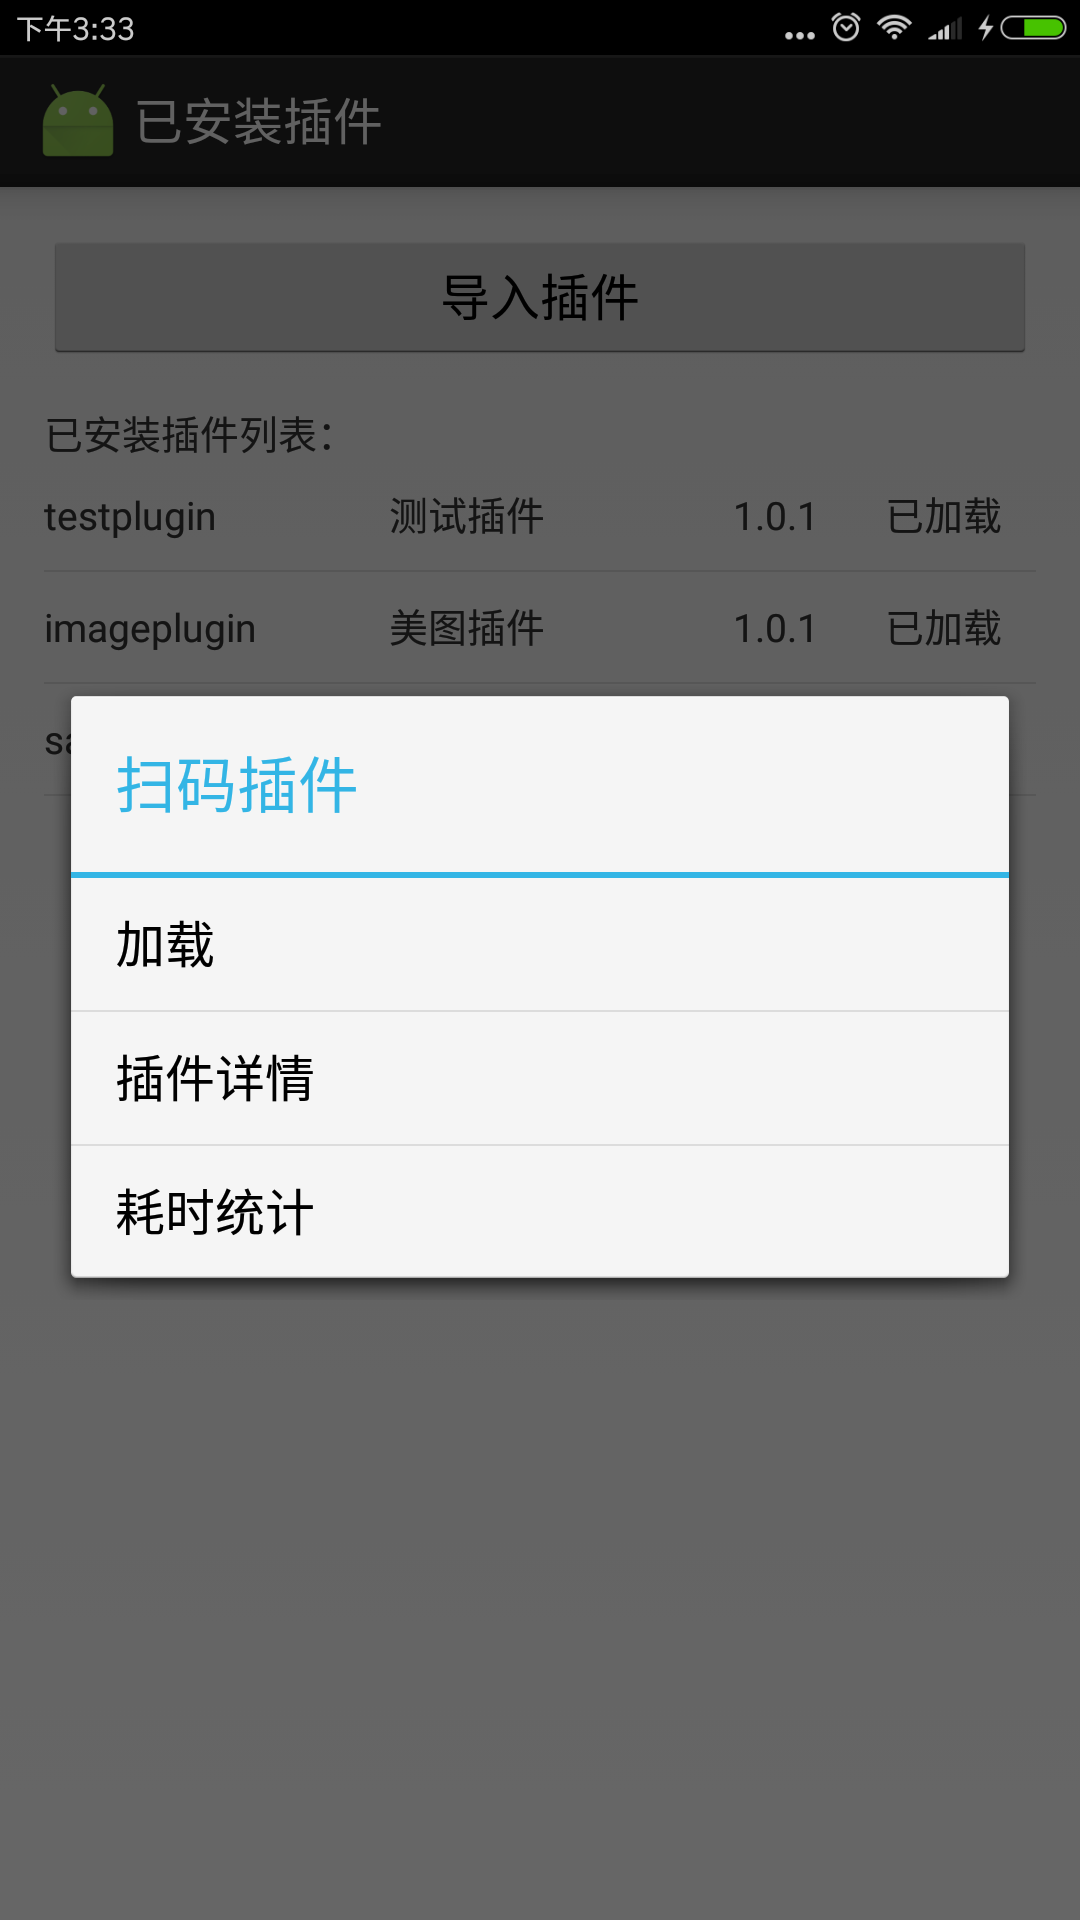 下午3:33
已安装插件
导入插件
已安装插件列表：
testplugin 测试插件 1.0.1 已加载
imageplugin 美图插件 1.0.1 已加载
扫码插件
加载
插件详情
耗时统计